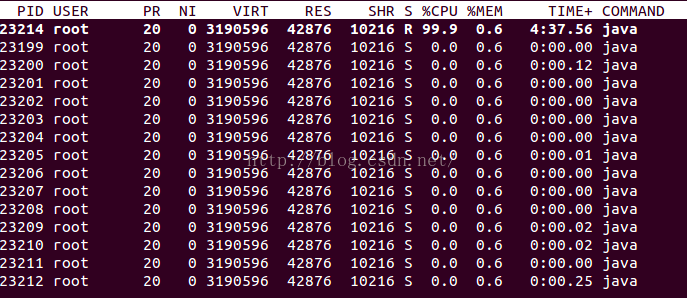 PID USER PR NI VIRT RES SHR S %CPU %MEM TIME+ COMMAND
23214 root 20 0 3190596 42876 10216 R 99.9 0.6 4:37.56 java
23199 root 20 0 3190596 42876 10216 S 0.0 0.6 0:00.00 java
23200 root 20 0 3190596 42876 10216 S 0.0 0.6 0:00.12 java
23201 root 20 0 3190596 42876 10216 S 0.0 0.6 0:00.00 java
23202 root 20 0 3190596 42876 10216 S 0.0 0.6 0:00.00 java
23203 root 20 0 3190596 42876 10216 S 0.0 0.6 0:00.00 java
23204 root 20 0 3190596 42876 10216 S 0.0 0.6 0:00.00 java
23205 root 20 0 3190596 42876 10216 S 0.0 0.6 0:00.01 java
http://blog.csdn.net/
23206 root 20 0 3190596 42876 10216 S 0.0 0.6 0:00.00 java
23207 root 20 0 3190596 42876 10216 S 0.0 0.6 0:00.00 java
23208 root 20 0 3190596 42876 10216 S 0.0 0.6 0:00.00 java
23209 root 20 0 3190596 42876 10216 S 0.0 0.6 0:00.02 java
23210 root 20 0 3190596 42876 10216 S 0.0 0.6 0:00.02 java
23211 root 20 0 3190596 42876 10216 S 0.0 0.6 0:00.00 java
23212 root 20 0 3190596 42876 10216 S 0.0 0.6 0:00.25 java